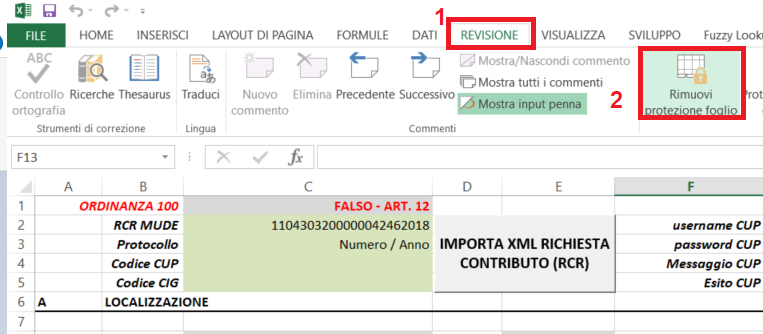 1
FILE HOME INSERISCI LAYOUT DI PAGINA FORMULE DATI REVISIONE VISUALIZZA SVILUPPO Fuzzy Looku
ABC
Controllo ortografia
Ricerche
Thesaurus
Traduci
Nuovo commento
Elimina
Precedente
Successivo
Mostra/Nascondi commento
Mostra tutti i commenti
Mostra input penna
2
Rimuovi protezione foglio
Strumenti di correzione
Lingua
Commenti
F13
fx
A B C D E F
1 ORDINANZA 100 FALSO - ART. 12
2 RCR MUDE 1104303200000042462018 username CUP
3 Protocollo Numero / Anno IMPORTA XML RICHIESTA password CUP
4 Codice CUP CONTRIBUTO (RCR) Messaggio CUP
5 Codice CIG Esito CUP
6 A LOCALIZZAZIONE
7